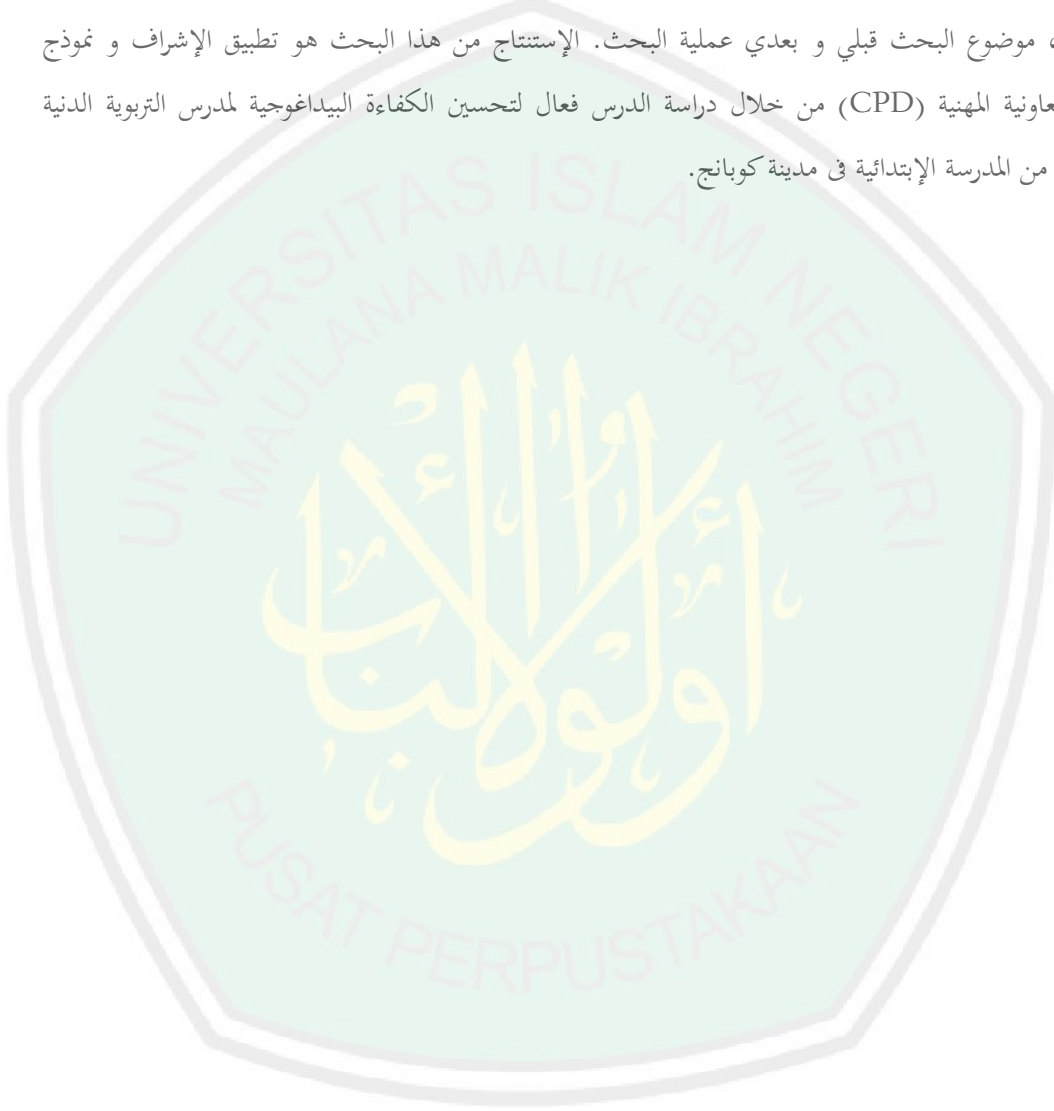 ، موضوع البحث قبلي و بعدي عملية البحث. الإستنتاج من هذا البحث هو تطبيق الإشراف و نموذج
عاونية المهنية (CPD) من خلال دراسة الدرس فعال لتحسين الكفاءة البيداغوجية لمدرس التربوية الدنية
من المدرسة الإبتدائية فى مدينة كوبانج.
UNIVERSITAS ISLAM NEGERI
MAULANA MALIK IBRAHIM
أولوا الألباب
PUSAT PERPUSTAKAAN